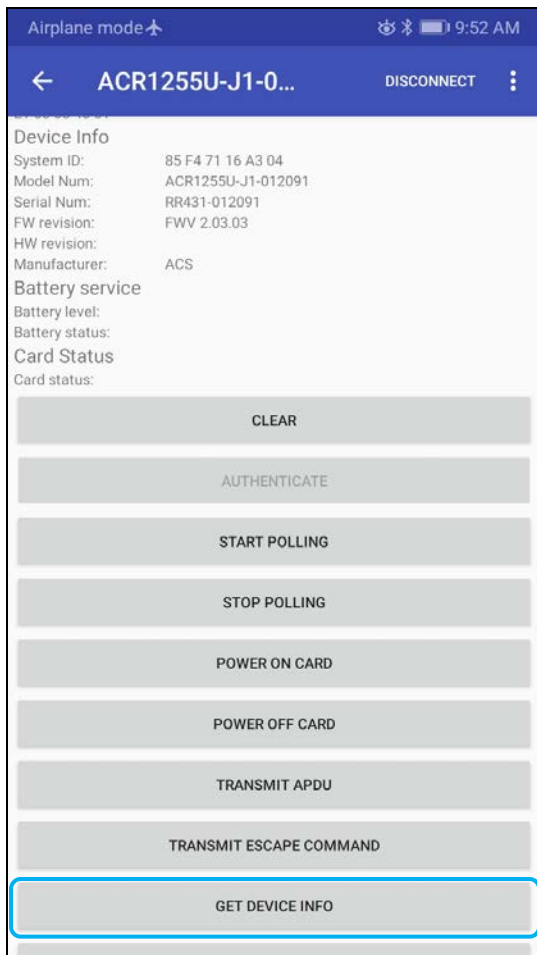 Airplane mode 9:52 AM
ACR1255U-J1-0... DISCONNECT
Device Info
System ID: 85 F4 71 16 A3 04
Model Num: ACR1255U-J1-012091
Serial Num: RR431-012091
FW revision: FWV 2.03.03
HW revision:
Manufacturer: ACS
Battery service
Battery level:
Battery status:
Card Status
Card status:
CLEAR
AUTHENTICATE
START POLLING
STOP POLLING
POWER ON CARD
POWER OFF CARD
TRANSMIT APDU
TRANSMIT ESCAPE COMMAND
GET DEVICE INFO